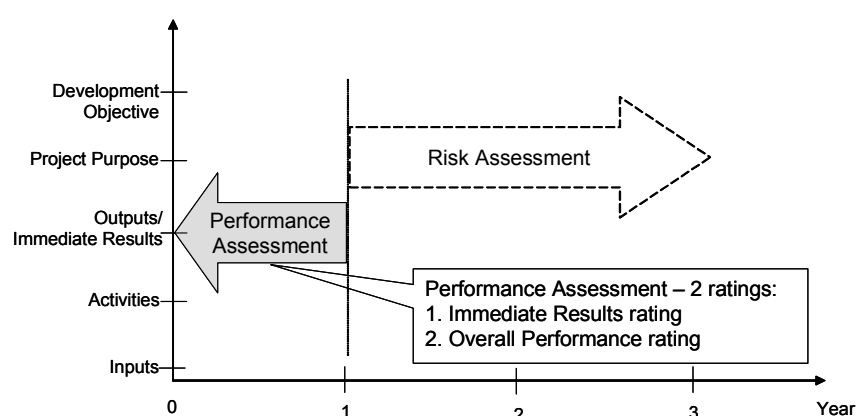 Development
Objective
Project Purpose
Risk Assessment
Outputs/
Immediate Results
Performance
Assessment
Activities
Performance Assessment – 2 ratings:
1. Immediate Results rating
2. Overall Performance rating
Inputs
0 1 2 3 Year